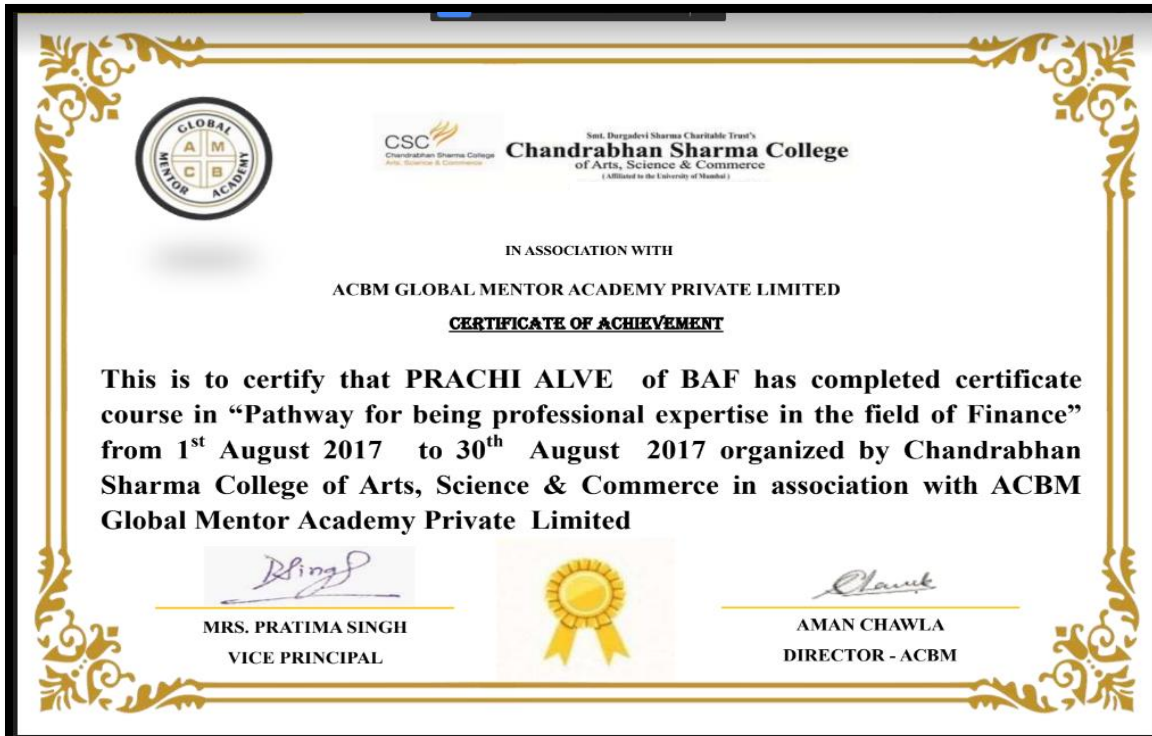 GLOBAL
A M
C B
MENTOR ACADEMY
CSC
Chandrabhan Sharma College
Arts, Science & Commerce
Smt. Durgadevi Sharma Charitable Trust's
Chandrabhan Sharma College
of Arts, Science & Commerce
( Affiliated to the University of Mumbai )
IN ASSOCIATION WITH
ACBM GLOBAL MENTOR ACADEMY PRIVATE LIMITED
CERTIFICATE OF ACHIEVEMENT
This is to certify that PRACHI ALVE of BAF has completed certificate
course in “Pathway for being professional expertise in the field of Finance”
from 1st August 2017 to 30th August 2017 organized by Chandrabhan
Sharma College of Arts, Science & Commerce in association with ACBM
Global Mentor Academy Private Limited
MRS. PRATIMA SINGH
VICE PRINCIPAL
AMAN CHAWLA
DIRECTOR - ACBM